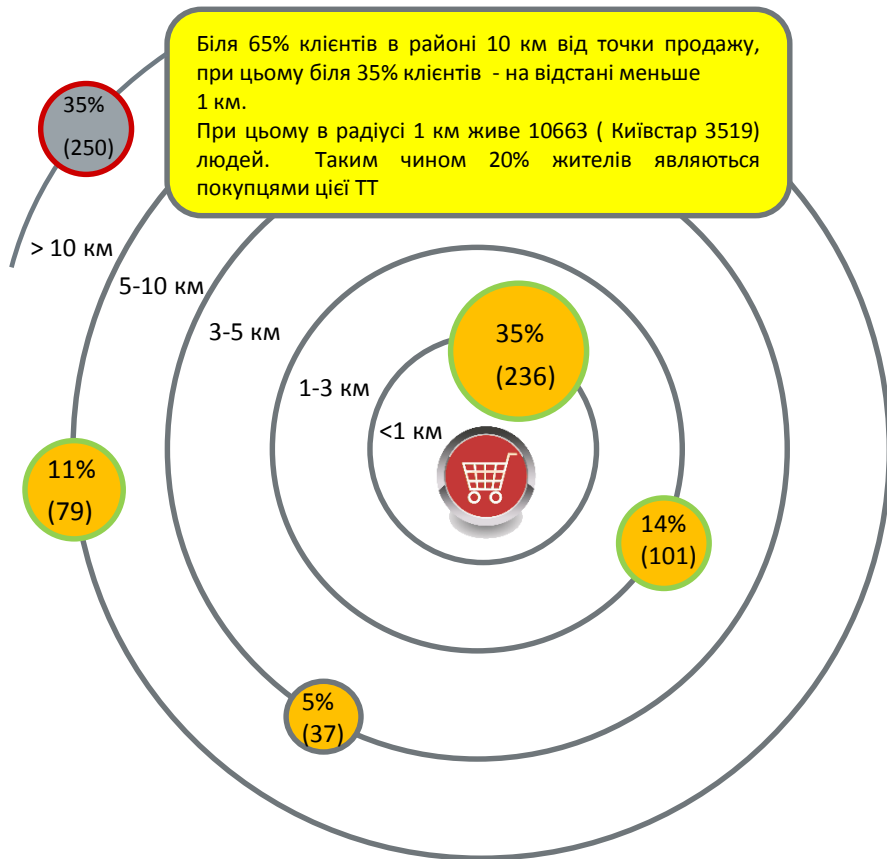 Біля 65% клієнтів в районі 10 км від точки продажу,
при цьому біля 35% клієнтів - на відстані меньше
1 км.
При цьому в радіусі 1 км живе 10663 ( Київстар 3519)
людей. Таким чином 20% жителів являються
покупцями цієї ТТ
35%
(250)
> 10 км
5-10 км
3-5 км
1-3 км
<1 км
35%
(236)
11%
(79)
14%
(101)
5%
(37)